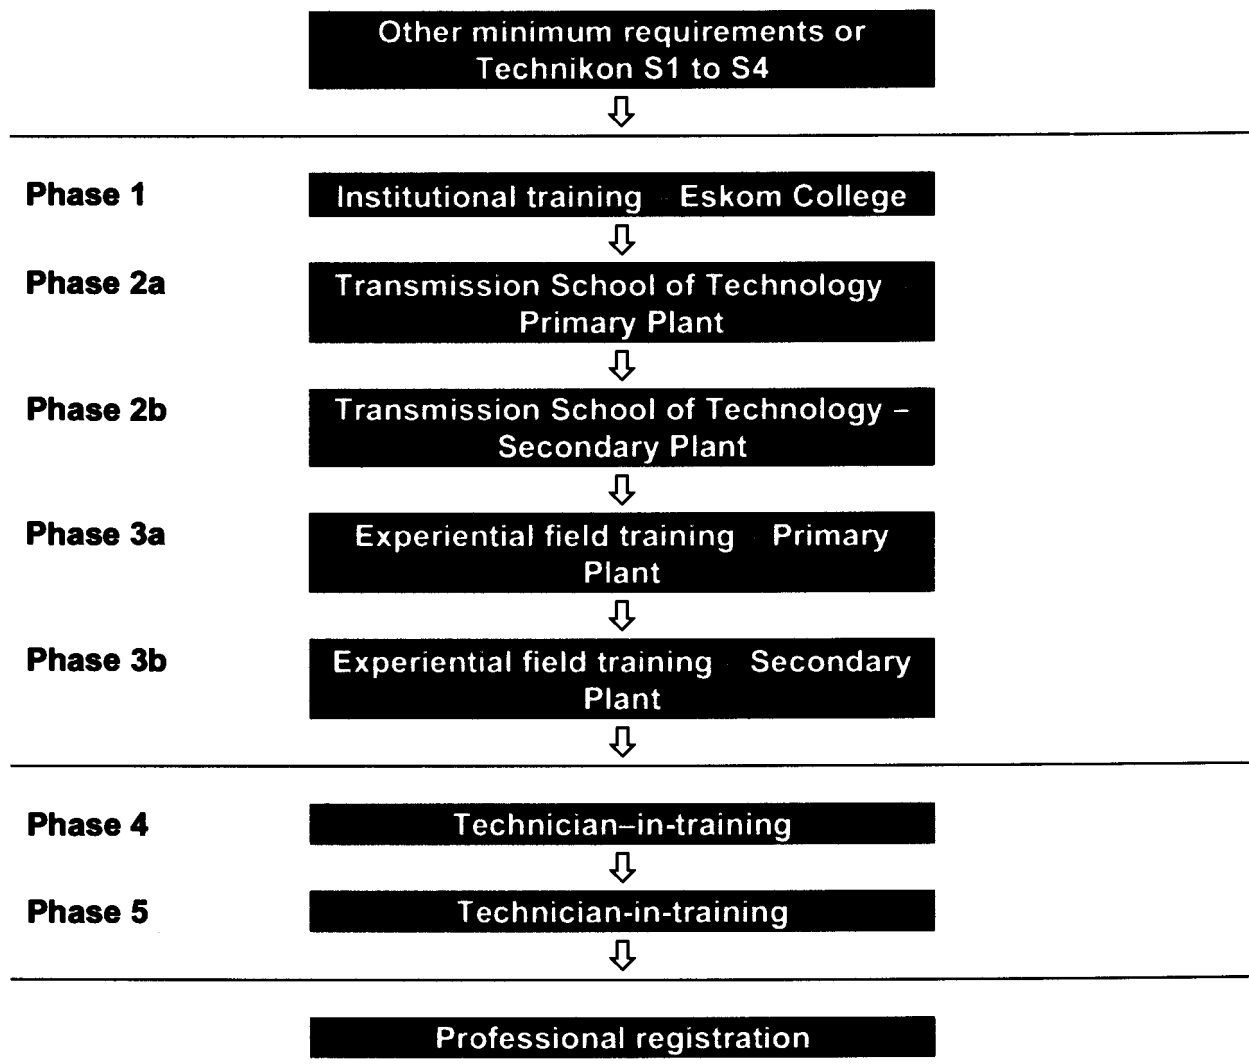 Other minimum requirements or
Technikon S1 to S4
Phase 1
Institutional training Eskom College
Phase 2a
Transmission School of Technology
Primary Plant
Phase 2b
Transmission School of Technology –
Secondary Plant
Phase 3a
Experiential field training Primary
Plant
Phase 3b
Experiential field training Secondary
Plant
Phase 4
Technician–in-training
Phase 5
Technician-in-training
Professional registration